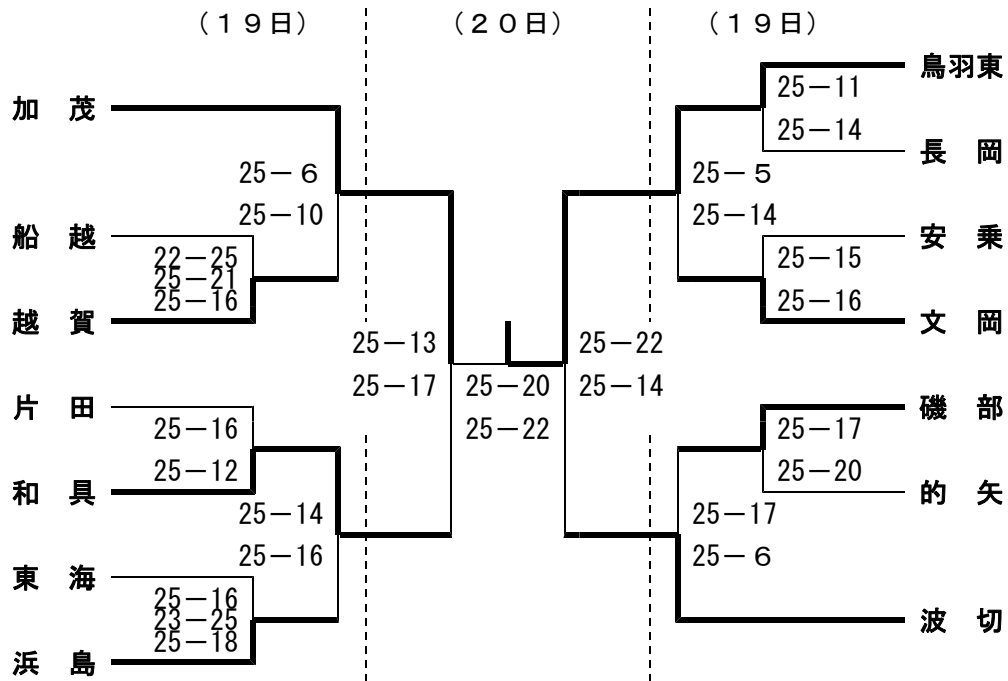 （１９日） （２０日） （１９日）
鳥羽東
加　茂
25－11
25－14
長　岡
25－6
25－10
25－5
25－14
船　越
安　乗
22－25
25－21
25－16
25－15
25－16
越　賀
文　岡
25－13
25－17
25－22
25－14
25－20
25－22
片　田
磯　部
25－16
25－12
25－17
25－20
和　具
的　矢
25－14
25－16
25－17
25－6
東　海
25－16
23－25
25－18
波　切
浜　島